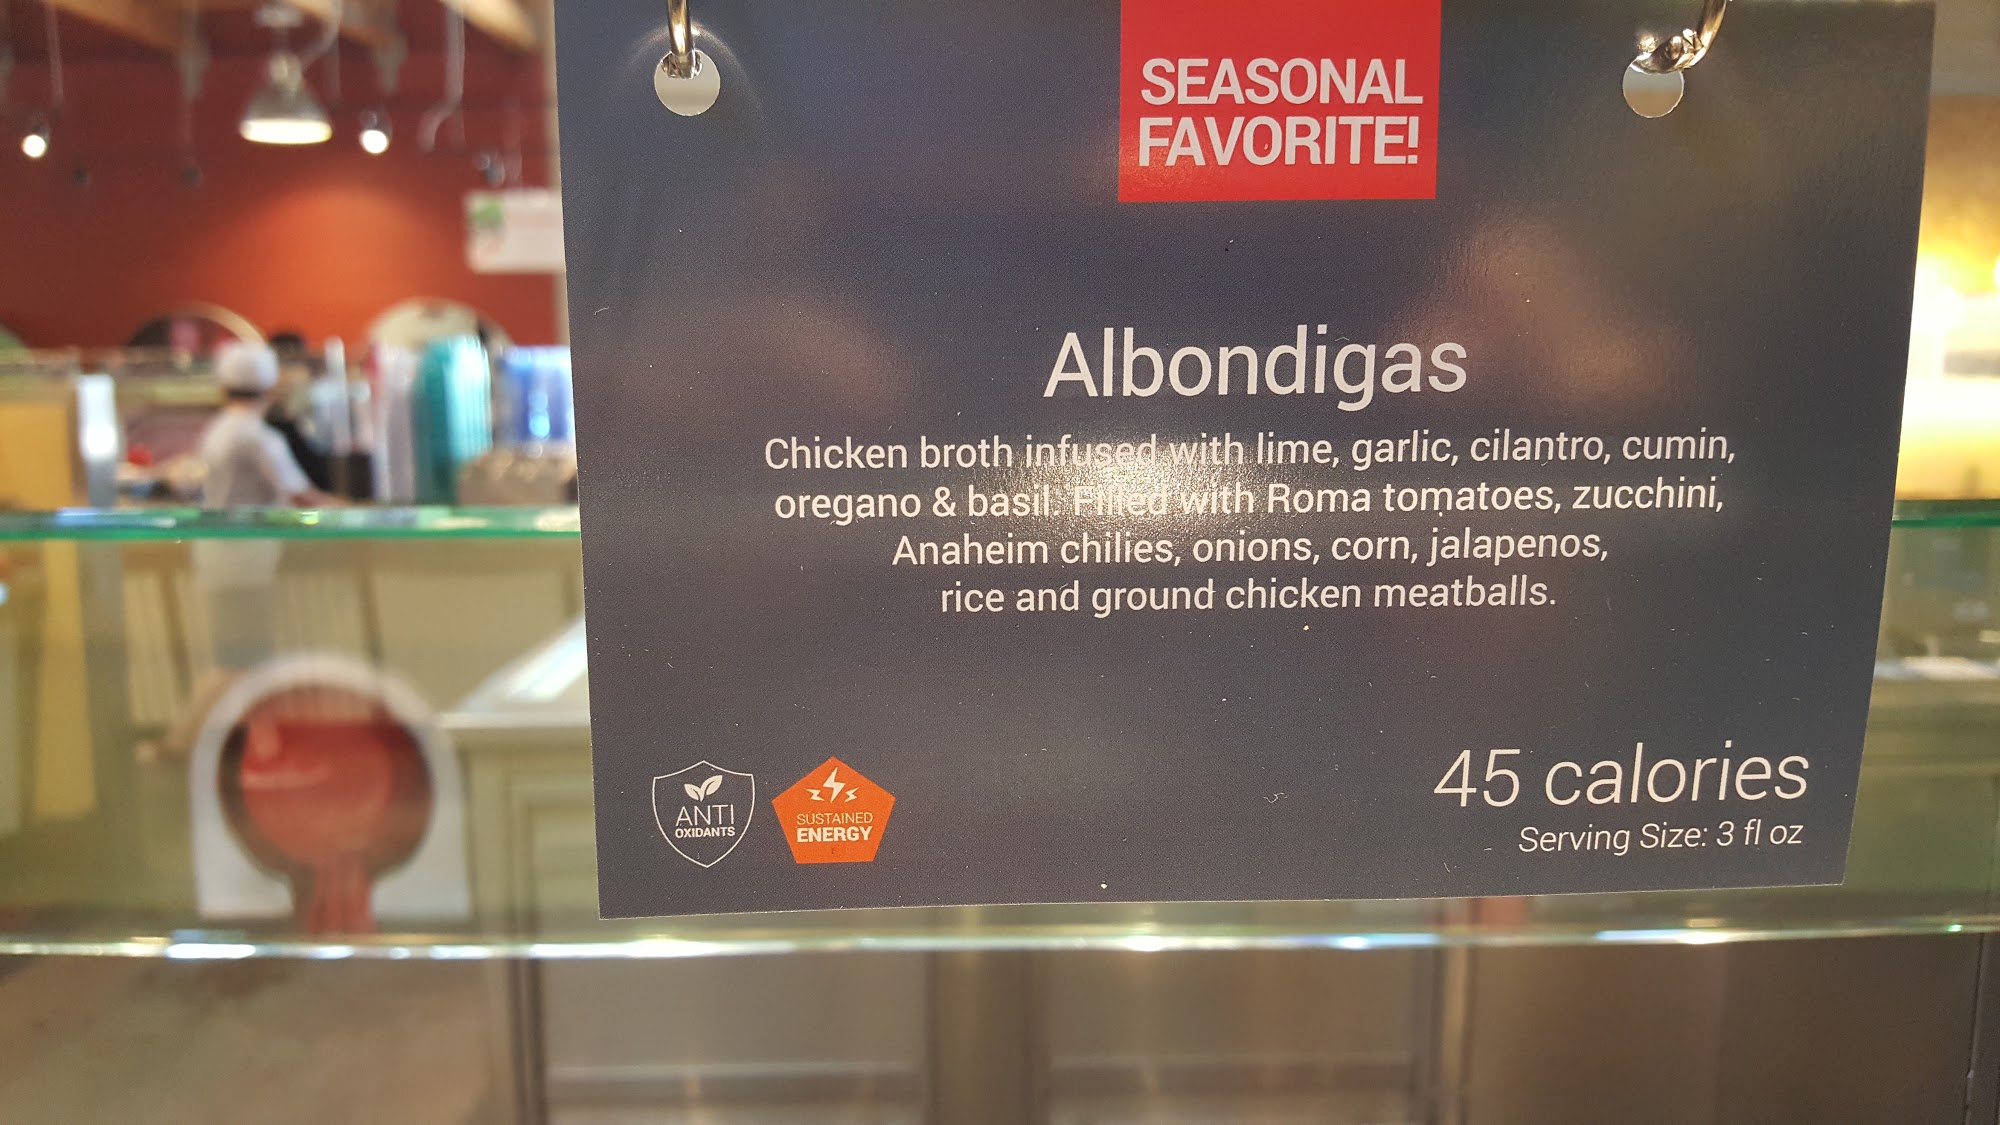 SEASONAL
FAVORITE!
Albondigas
Chicken broth infused with lime, garlic, cilantro, cumin,
oregano & basil. Filled with Roma tomatoes, zucchini,
Anaheim chilies, onions, corn, jalapenos,
rice and ground chicken meatballs.
ANTI
OXIDANTS
SUSTAINED
ENERGY
45 calories
Serving Size: 3 fl oz